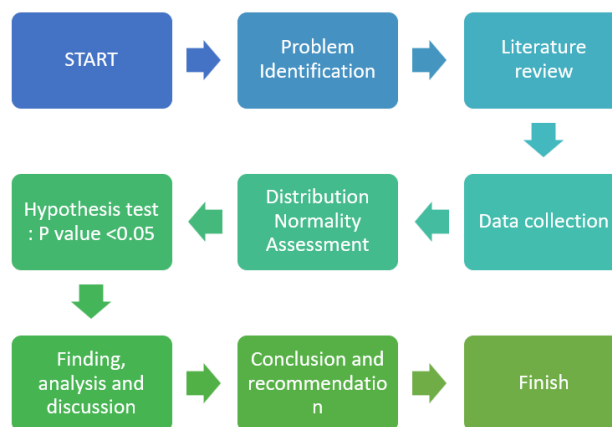 START
Problem
Identification
Literature
review
Data collection
Distribution
Normality
Assessment
Hypothesis test
: P value <0.05
Finding,
analysis and
discussion
Conclusion and
recommendatio
n
Finish